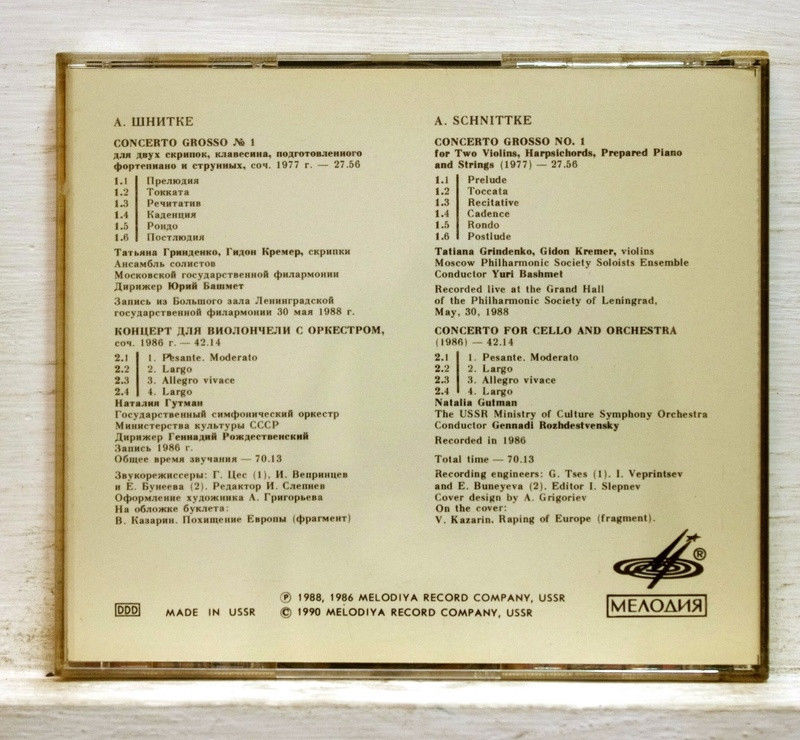 А. ШНИТКЕ
CONCERTO GROSSO № 1
для двух скрипок, клавесина, подготовленного
фортепиано и струнных, соч. 1977 г. — 27.56
1.1 Прелюдия
1.2 Токката
1.3 Речитатив
1.4 Каденция
1.5 Рондо
1.6 Постлюдия
Татьяна Гринденко, Гидон Кремер, скрипки
Ансамбль солистов
Московской государственной филармонии
Дирижер Юрий Башмет
Запись из Большого зала Ленинградской
государственной филармонии 30 мая 1988 г.
КОНЦЕРТ ДЛЯ ВИОЛОНЧЕЛИ С ОРКЕСТРОМ,
соч. 1986 г. — 42.14
2.1 1. Pesante. Moderato
2.2 2. Largo
2.3 3. Allegro vivace
2.4 4. Largo
Наталия Гутман
Государственный симфонический оркестр
Министерства культуры СССР
Дирижер Геннадий Рождественский
Запись 1986 г.
Общее время звучания — 70.13
Звукорежиссеры: Г. Цес (1), И. Вепринцев
и Е. Бунеева (2). Редактор И. Слепнев
Оформление художника А. Григорьева
На обложке буклета:
В. Казарин. Похищение Европы (фрагмент)
A. SCHNITTKE
CONCERTO GROSSO NO. 1
for Two Violins, Harpsichords, Prepared Piano
and Strings (1977) — 27.56
1.1 Prelude
1.2 Toccata
1.3 Recitative
1.4 Cadence
1.5 Rondo
1.6 Postlude
Tatiana Grindenko, Gidon Kremer, violins
Moscow Philharmonic Society Soloists Ensemble
Conductor Yuri Bashmet
Recorded live at the Grand Hall
of the Philharmonic Society of Leningrad,
May, 30, 1988
CONCERTO FOR CELLO AND ORCHESTRA
(1986) — 42.14
2.1 1. Pesante. Moderato
2.2 2. Largo
2.3 3. Allegro vivace
2.4 4. Largo
Natalia Gutman
The USSR Ministry of Culture Symphony Orchestra
Conductor Gennadi Rozhdestvensky
Recorded in 1986
Total time — 70.13
Recording engineers: G. Tses (1). I. Veprintsev
and E. Buneyeva (2). Editor I. Slepnev
Cover design by A. Grigoriev
On the cover:
V. Kazarin. Raping of Europe (fragment).
®
МЕЛОДИЯ
DDD MADE IN USSR
Ⓟ 1988, 1986 MELODIYA RECORD COMPANY, USSR
© 1990 MELODIYA RECORD COMPANY, USSR